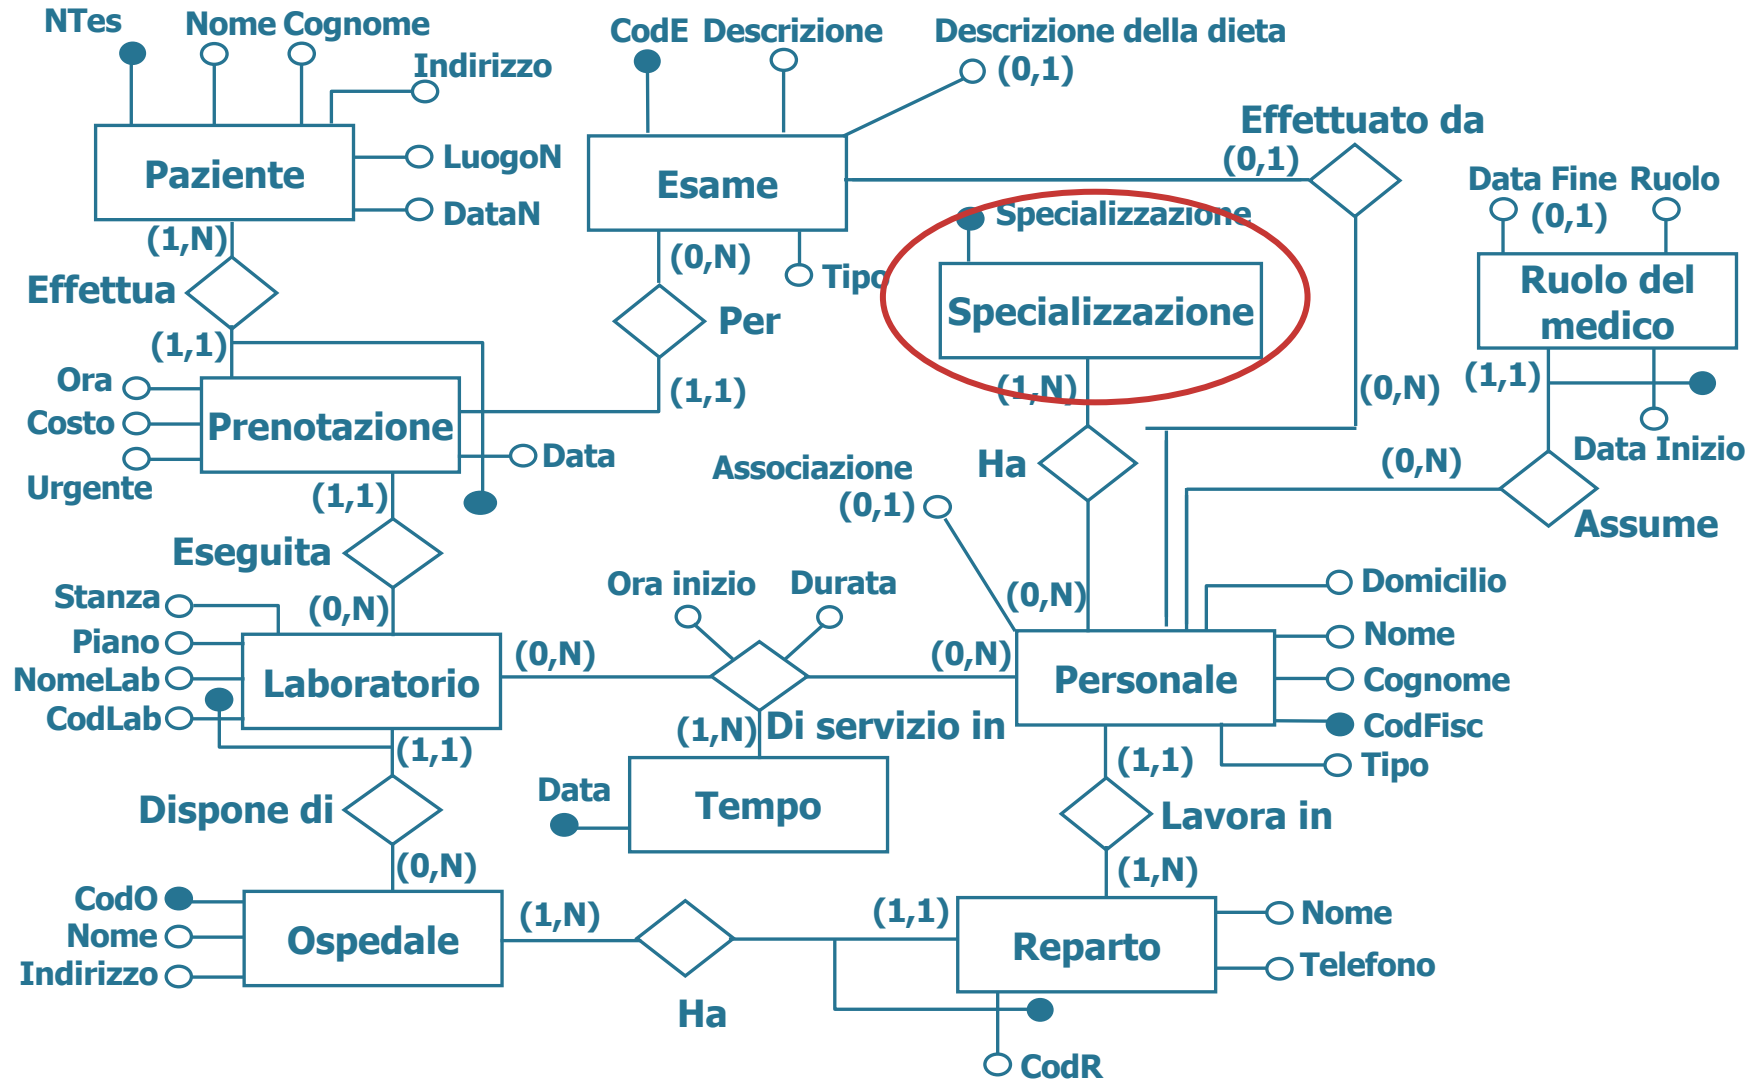 NTes
Nome Cognome
Indirizzo
Paziente
LuogoN
DataN
(1,N)
Effettua
(1,1)
CodE
Descrizione
Descrizione della dieta
(0,1)
Esame
(0,N)
Tipo
Per
(1,1)
Effettuato da
(0,1)
(0,N)
Specializzazione
Specializzazione
(1,N)
Ha
(0,N)
Data Fine
(0,1)
Ruolo
Ruolo del
medico
(1,1)
Data Inizio
(0,N)
Assume
Ora
Costo
Urgente
Prenotazione
Data
(1,1)
Eseguita
(0,N)
Stanza
Piano
NomeLab
CodLab
Laboratorio
(0,N)
Ora inizio
Durata
(0,N)
Di servizio in
(1,N)
Data
Tempo
Associazione
(0,1)
Personale
Domicilio
Nome
Cognome
CodFisc
Tipo
(1,1)
Lavora in
(1,N)
(1,1)
Dispone di
(0,N)
CodO
Nome
Indirizzo
Ospedale
(1,N)
Ha
(1,1)
Reparto
Nome
Telefono
CodR